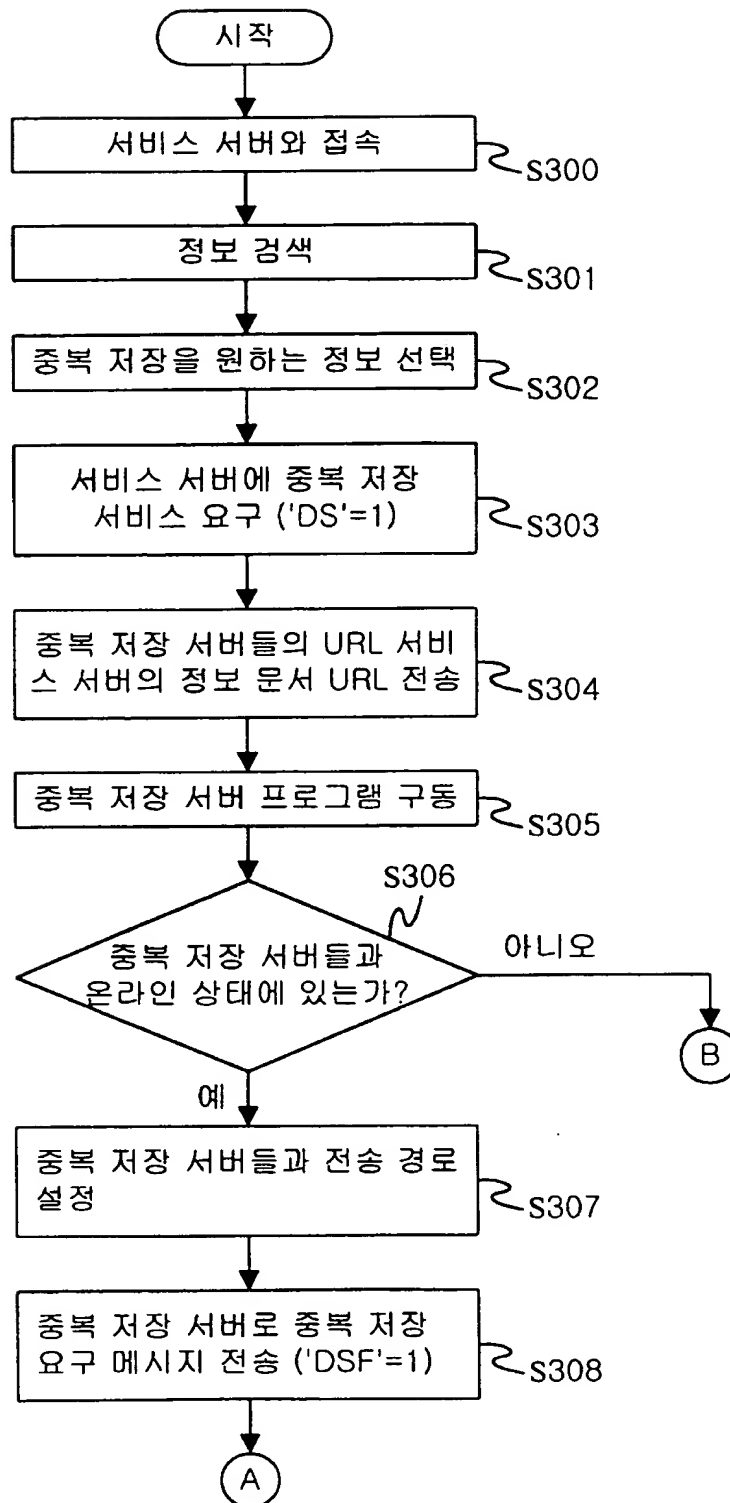 시작
서비스 서버와 접속
S300
정보 검색
S301
중복 저장을 원하는 정보 선택
S302
서비스 서버에 중복 저장
서비스 요구 ('DS'=1)
S303
중복 저장 서버들의 URL 서비
스 서버의 정보 문서 URL 전송
S304
중복 저장 서버 프로그램 구동
S305
S306
중복 저장 서버들과
온라인 상태에 있는가?
아니오
B
예
중복 저장 서버들과 전송 경로
설정
S307
중복 저장 서버로 중복 저장
요구 메시지 전송 ('DSF'=1)
S308
A